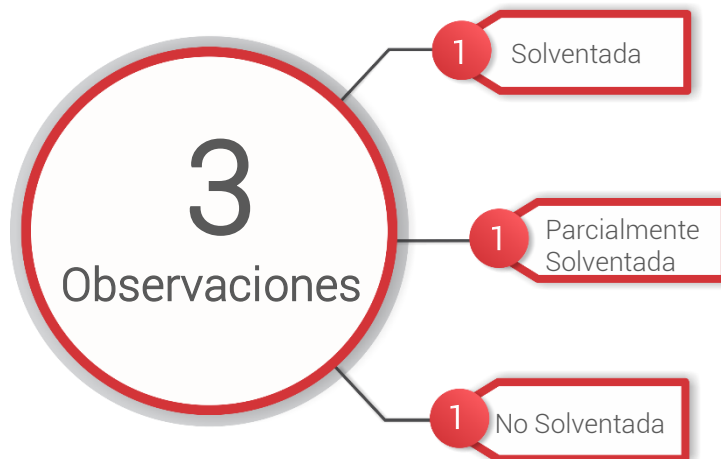 3
Observaciones
1
Solventada
1
Parcialmente
Solventada
1
No Solventada